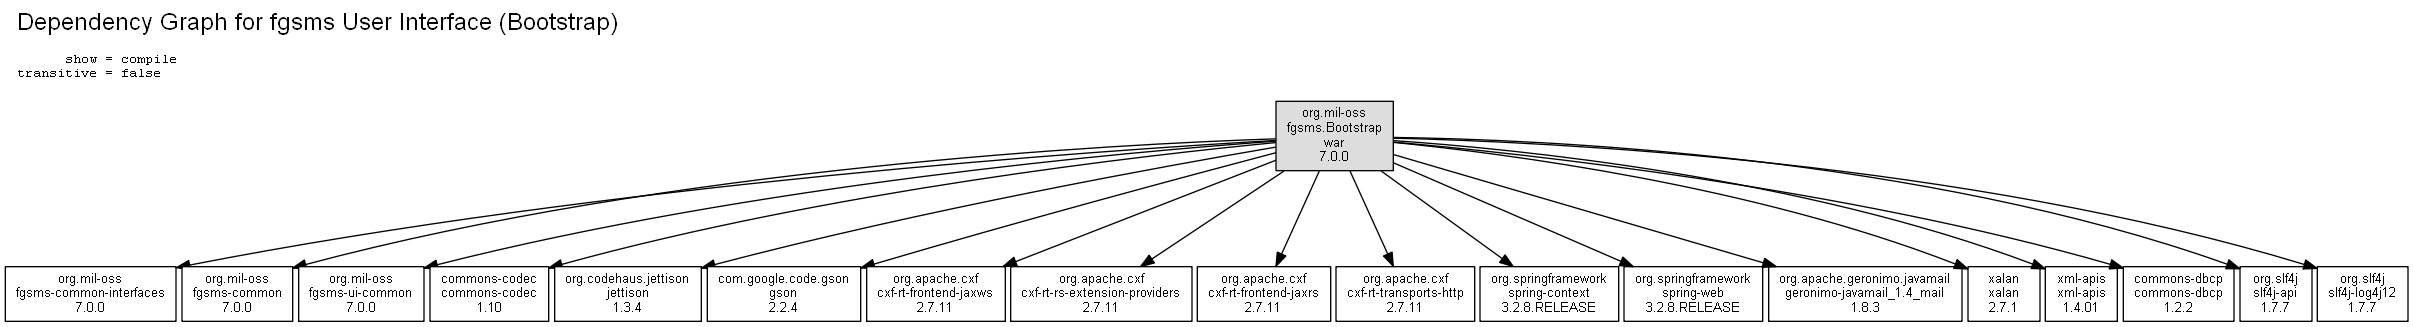 Dependency Graph for fgsms User Interface (Bootstrap)
show = compile
transitive = false
org.mil-oss
fgsms.Bootstrap
war
7.0.0
org.mil-oss
fgsms-common-interfaces
7.0.0
org.mil-oss
fgsms-common
7.0.0
org.mil-oss
fgsms-ui-common
7.0.0
commons-codec
commons-codec
1.10
org.codehaus.jettison
jettison
1.3.4
com.google.code.gson
gson
2.2.4
org.apache.cxf
cxf-rt-frontend-jaxws
2.7.11
org.apache.cxf
cxf-rt-rs-extension-providers
2.7.11
org.apache.cxf
cxf-rt-frontend-jaxrs
2.7.11
org.apache.cxf
cxf-rt-transports-http
2.7.11
org.springframework
spring-context
3.2.8.RELEASE
org.springframework
spring-web
3.2.8.RELEASE
org.apache.geronimo.javamail
geronimo-javamail_1.4_mail
1.8.3
xalan
xalan
2.7.1
xml-apis
xml-apis
1.4.01
commons-dbcp
commons-dbcp
1.2.2
org.slf4j
slf4j-api
1.7.7
org.slf4j
slf4j-log4j12
1.7.7